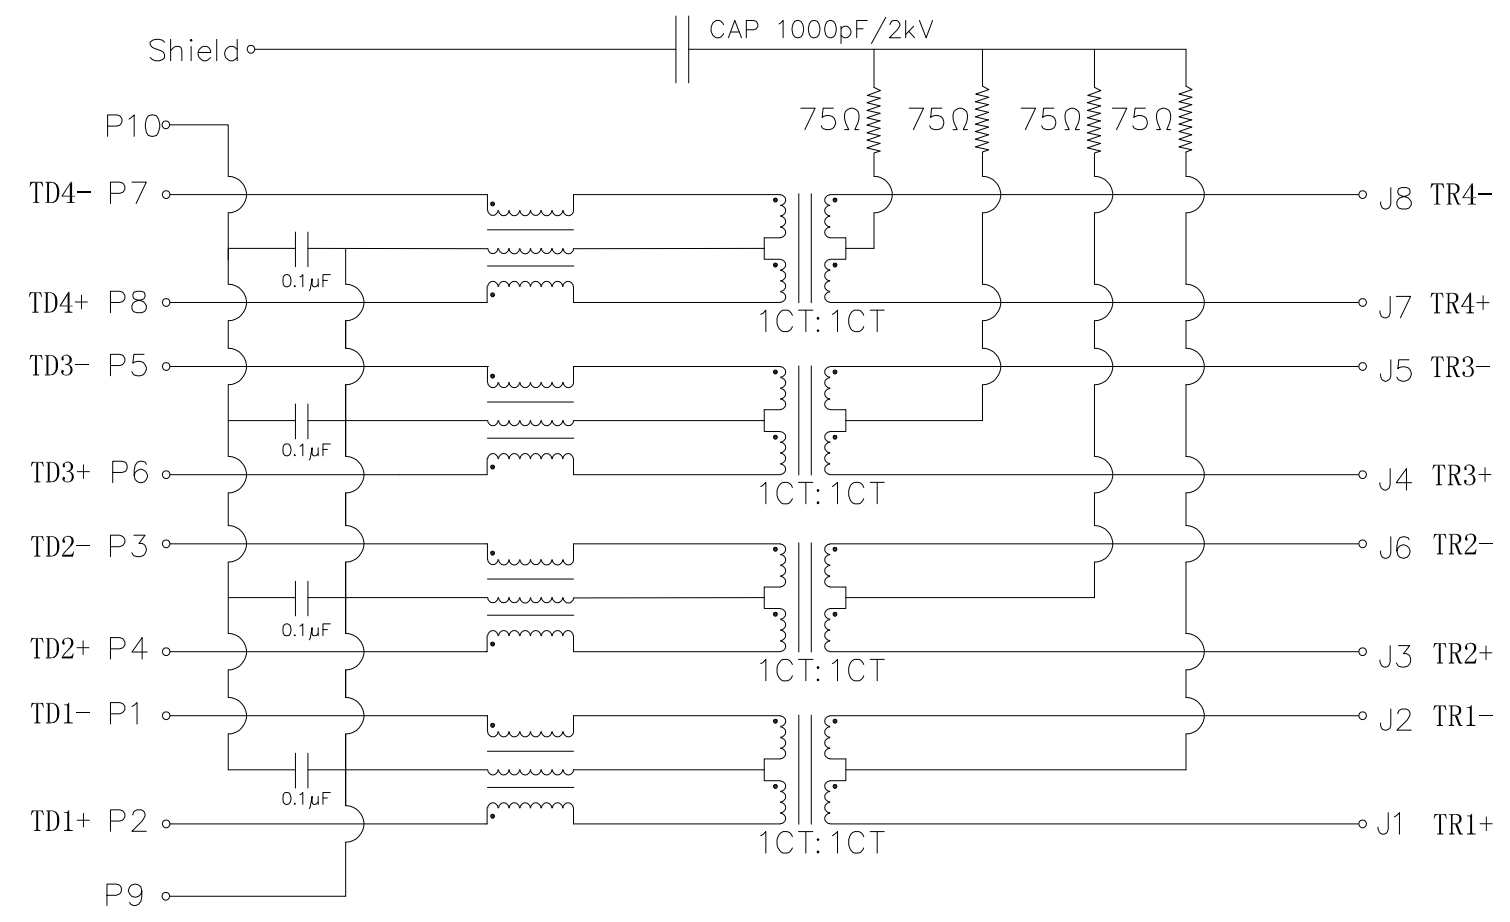 CAP 1000pF/2kV
Shield
75Ω 75Ω 75Ω 75Ω
P10
TD4- P7 J8 TR4-
0.1μF
TD4+ P8 J7 TR4+
1CT:1CT
TD3- P5 J5 TR3-
0.1μF
TD3+ P6 J4 TR3+
1CT:1CT
TD2- P3 J6 TR2-
0.1μF
TD2+ P4 J3 TR2+
1CT:1CT
TD1- P1 J2 TR1-
0.1μF
TD1+ P2 J1 TR1+
1CT:1CT
P9